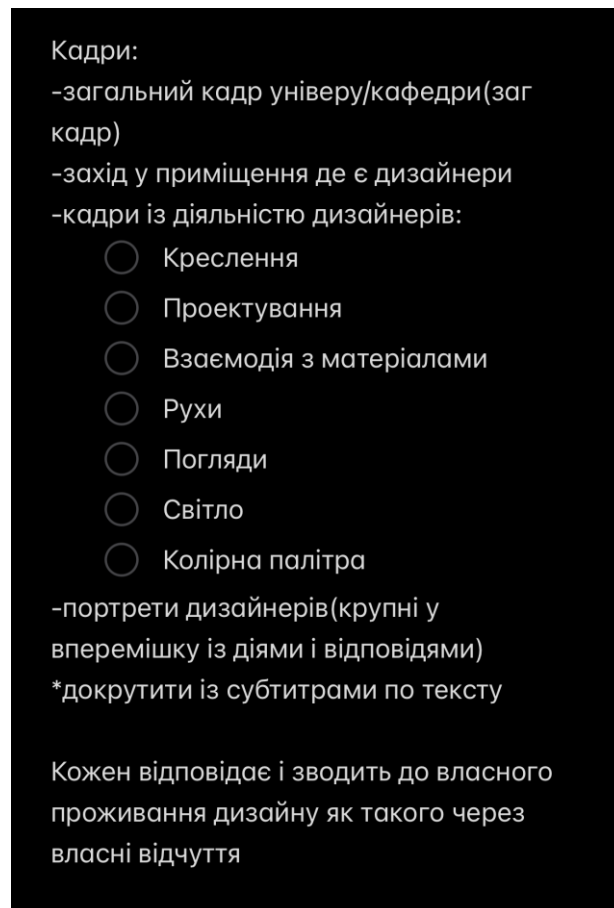 Кадри:
-загальний кадр універу/кафедри(заг
кадр)
-захід у приміщення де є дизайнери
-кадри із діяльністю дизайнерів:
Креслення
Проектування
Взаємодія з матеріалами
Рухи
Погляди
Світло
Колірна палітра
-портрети дизайнерів(крупні у
вперемішку із діями і відповідями)
*докрутити із субтитрами по тексту
Кожен відповідає і зводить до власного
проживання дизайну як такого через
власні відчуття